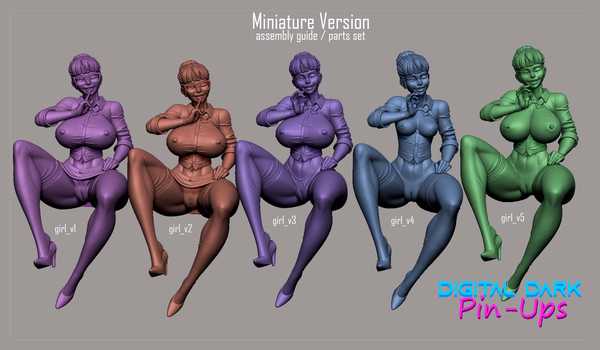 Miniature Version
assembly guide / parts set
girl_v1
girl_v2
girl_v3
girl_v4
girl_v5
DIGITAL DARK
Pin-Ups